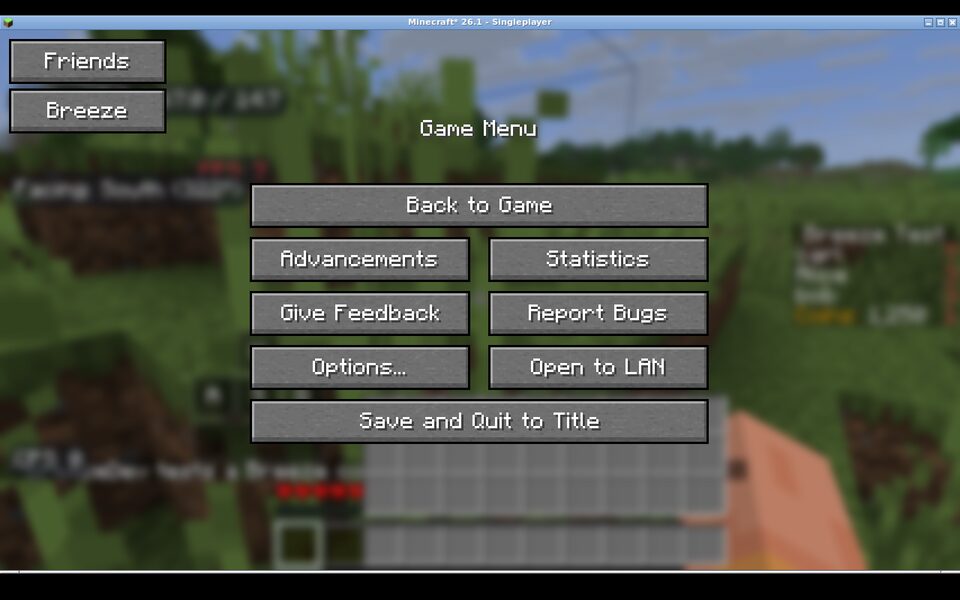 Minecraft* 26.1 - Singleplayer
Friends
Breeze
Game Menu
Back to Game
Advancements
Statistics
Give Feedback
Report Bugs
Options...
Open to LAN
Save and Quit to Title